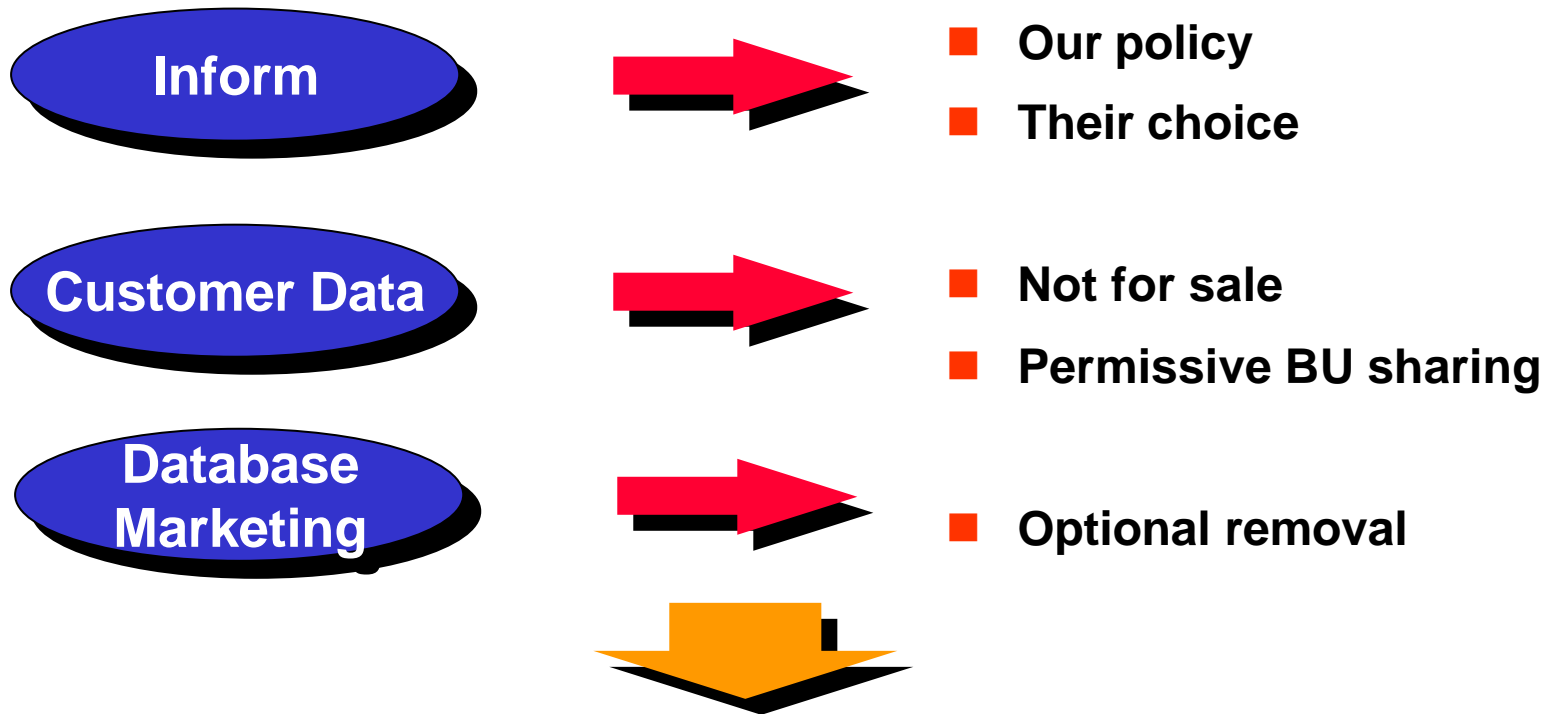 Inform
Our policy
Their choice
Customer Data
Not for sale
Permissive BU sharing
Database
Marketing
Optional removal